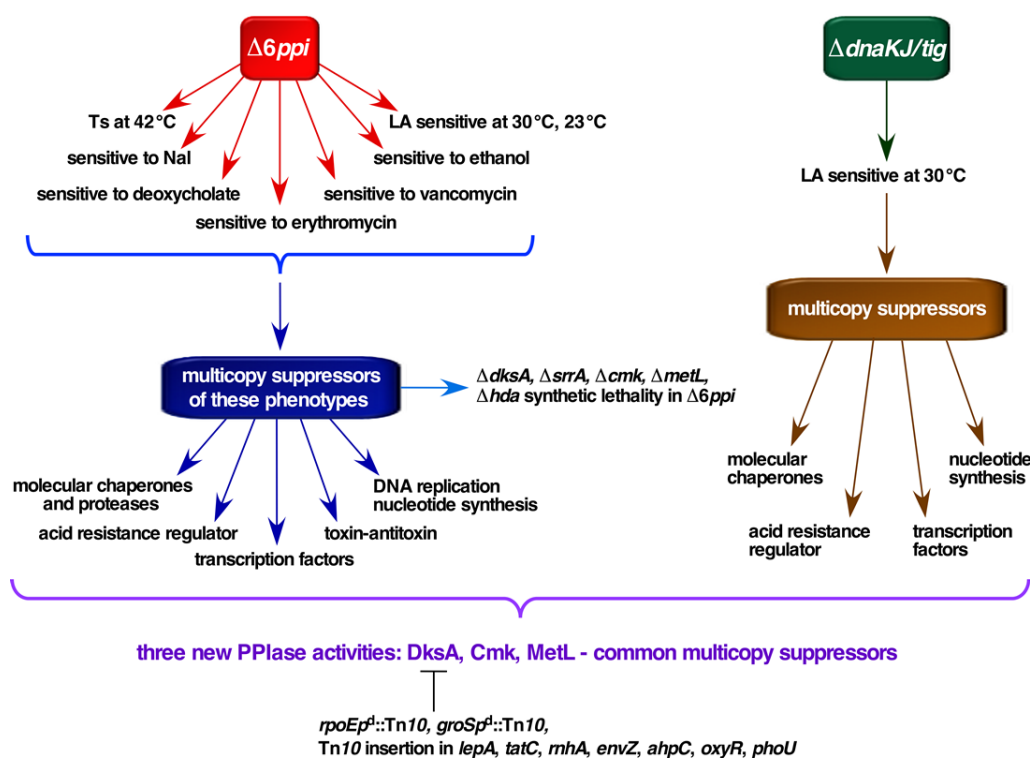 Δ6ppi
ΔdnaKJ/tig
Ts at 42°C
LA sensitive at 30°C, 23°C
sensitive to Nal
sensitive to ethanol
sensitive to deoxycholate
sensitive to vancomycin
sensitive to erythromycin
LA sensitive at 30°C
multicopy suppressors
multicopy suppressors
of these phenotypes
ΔdksA, ΔsrrA, Δcmk, ΔmetL,
Δhda synthetic lethality in Δ6ppi
molecular chaperones
and proteases
DNA replication
nucleotide synthesis
acid resistance regulator
toxin-antitoxin
transcription factors
molecular
chaperones
nucleotide
synthesis
acid resistance
regulator
transcription
factors
three new PPIase activities: DksA, Cmk, MetL - common multicopy suppressors
rpoEpd::Tn10, groSpd::Tn10,
Tn10 insertion in lepA, tatC, rnhA, envZ, ahpC, oxyR, phoU